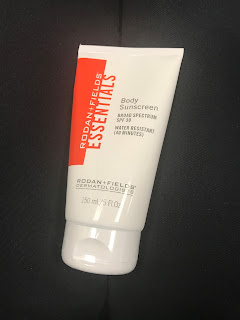 RODAN+FIELDS
ESSENTIALS
Body
Sunscreen
BROAD SPECTRUM
SPF 30
WATER RESISTANT
(40 MINUTES)
RODAN+FIELDS
DERMATOLOGISTS
150 mL/5 FL. Oz.